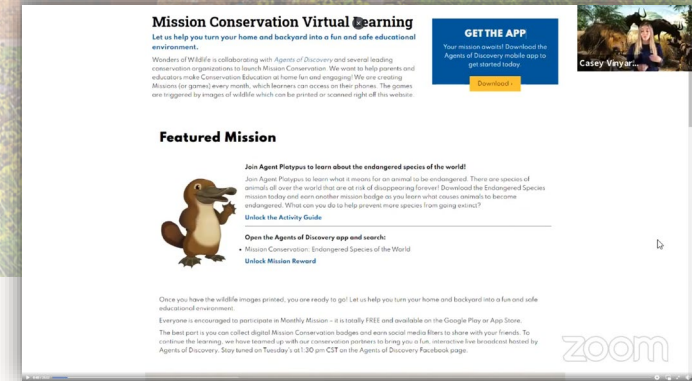 Mission Conservation Virtual Learning
Let us help you turn your home and backyard into a fun and safe educational
environment.
Wonders of Wildlife is collaborating with Agents of Discovery and several leading
conservation organizations to launch Mission Conservation. We want to help parents and
educators make Conservation Education at home fun and engaging! We are creating
Missions (or games) every month, which learners can access on their phones. The games
are triggered by images of wildlife which can be printed or scanned right off this website.
GET THE APP
Your mission awaits! Download the
Agents of Discovery mobile app to
get started today.
Download ›
Casey Vinyar...
Featured Mission
Join Agent Platypus to learn about the endangered species of the world!
Join Agent Platypus to learn what it means for an animal to be endangered. There are species of
animals all over the world that are at risk of disappearing forever! Download the Endangered Species
mission today and earn another mission badge as you learn what causes animals to become
endangered. What can you do to help prevent more species from going extinct?
Unlock the Activity Guide
Open the Agents of Discovery app and search:
• Mission Conservation: Endangered Species of the World
Unlock Mission Reward
Once you have the wildlife images printed, you are ready to go! Let us help you turn your home and backyard into a fun and safe
educational environment.
Everyone is encouraged to participate in Monthly Mission – it is totally FREE and available on the Google Play or App Store.
The best part is you can collect digital Mission Conservation badges and earn social media filters to share with your friends. To
continue the learning, we have teamed up with our conservation partners to bring you a fun, interactive live broadcast hosted by
Agents of Discovery. Stay tuned on Tuesday's at 1:30 pm CST on the Agents of Discovery Facebook page.
zoom